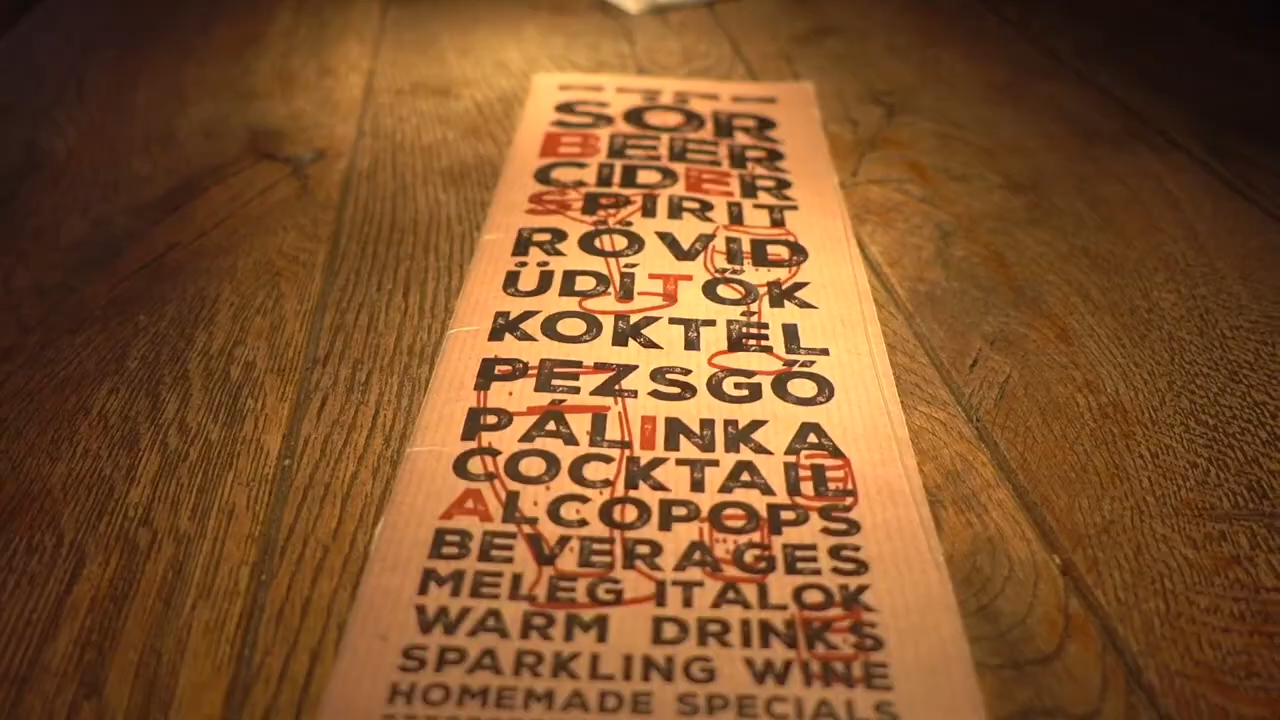 SÖR
BEER
CIDER
SPIRIT
RÖVID
ÜDÍTŐK
KOKTÉL
PEZSGŐ
PÁLINKA
COCKTAIL
ALCOPOPS
BEVERAGES
MELEG ITALOK
WARM DRINKS
SPARKLING WINE
HOMEMADE SPECIALS